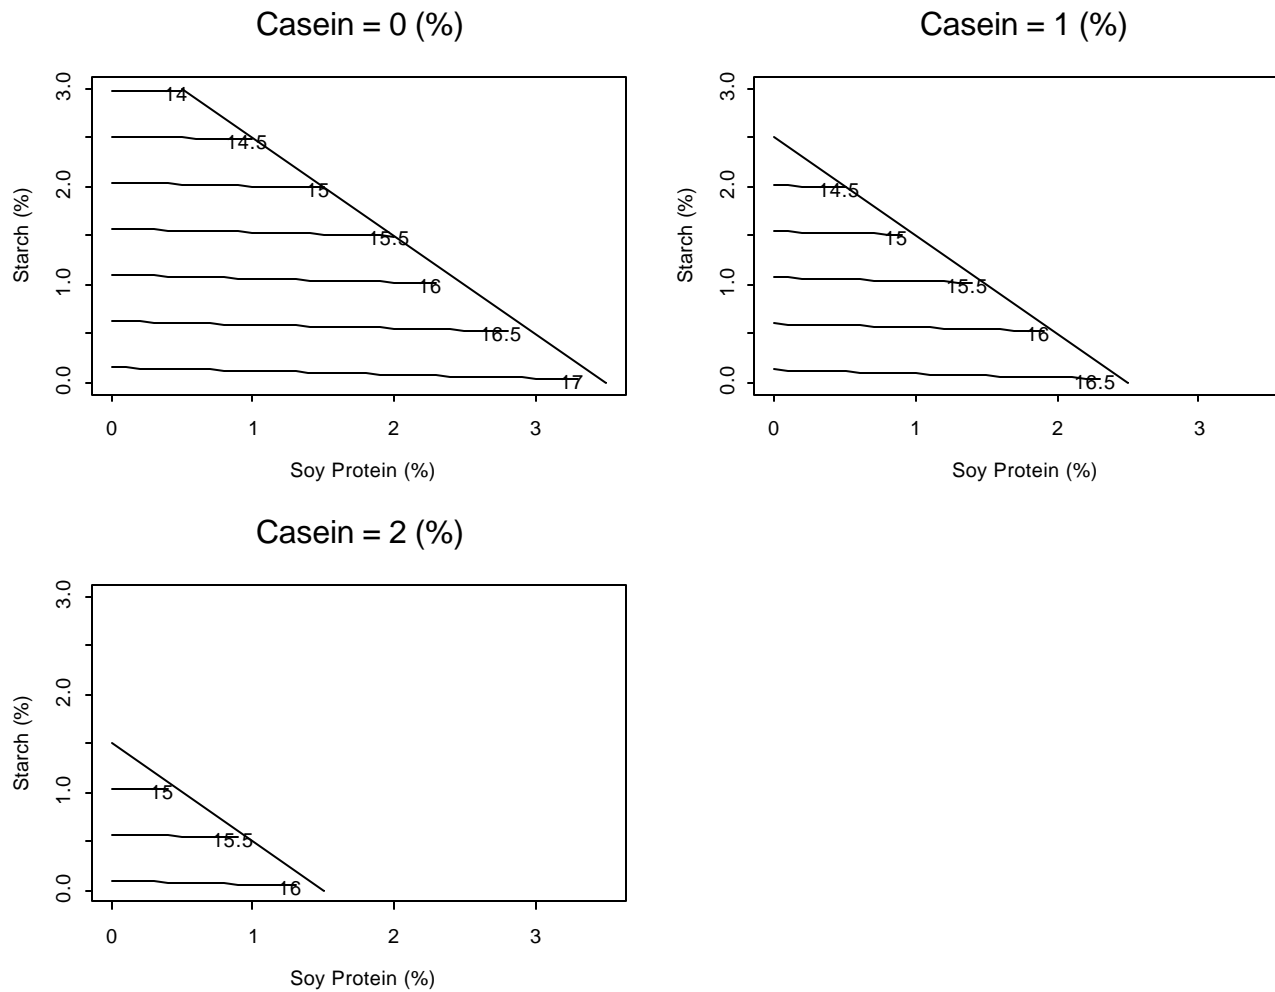 Casein = 0 (%)
Starch (%)
3.0
2.0
1.0
0.0
14
14.5
15
15.5
16
16.5
17
0 1 2 3
Soy Protein (%)
Casein = 1 (%)
Starch (%)
3.0
2.0
1.0
0.0
14.5
15
15.5
16
16.5
0 1 2 3
Soy Protein (%)
Casein = 2 (%)
Starch (%)
3.0
2.0
1.0
0.0
15
15.5
16
0 1 2 3
Soy Protein (%)